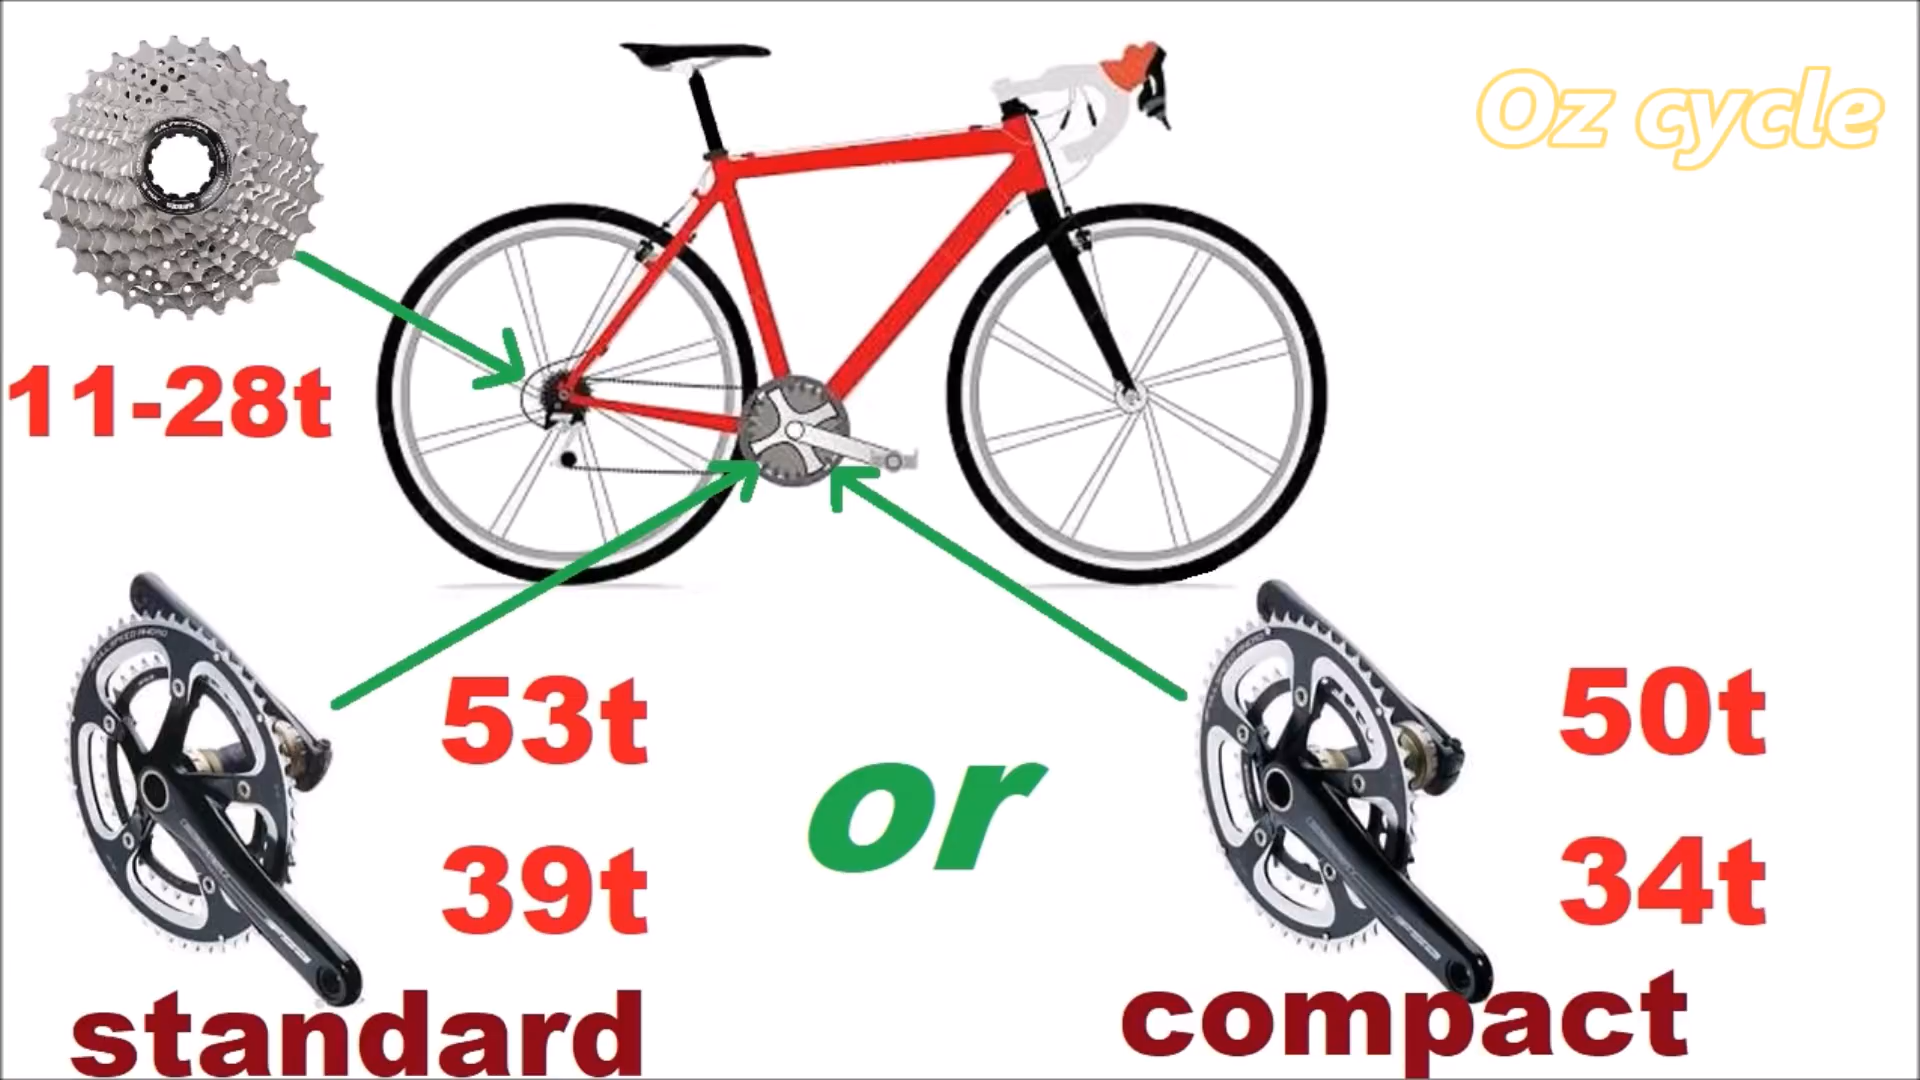 Oz cycle
11-28t
53t
39t
or
50t
34t
standard
compact